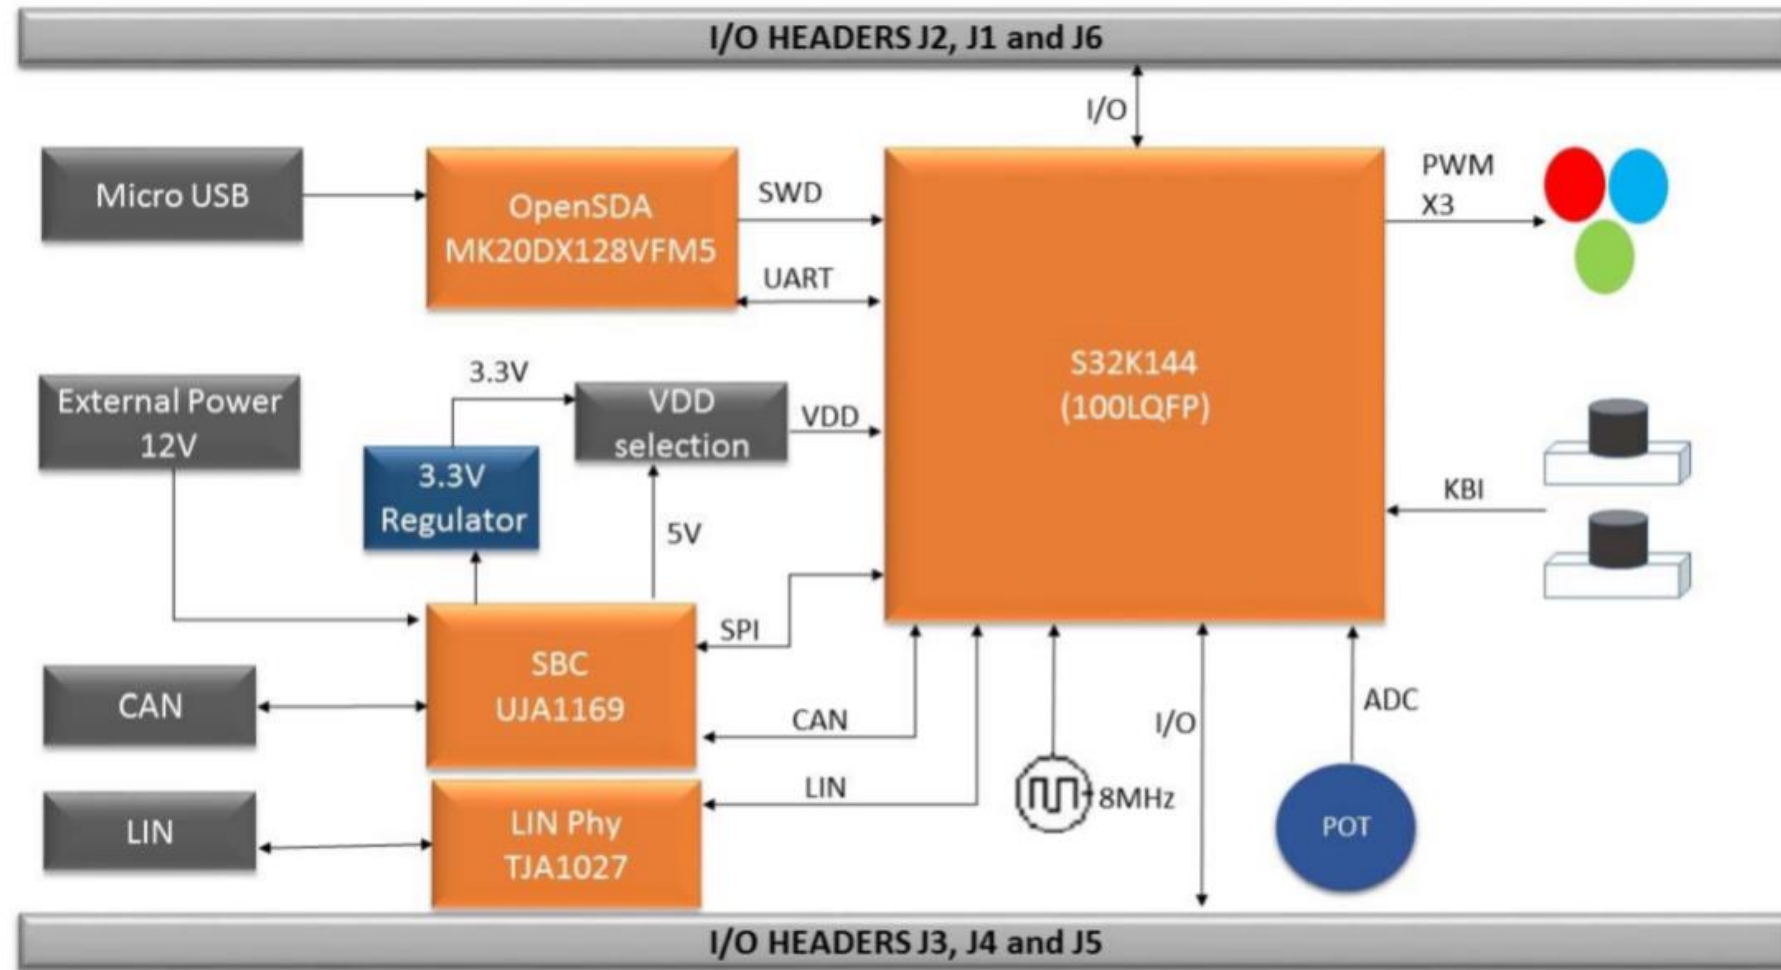 I/O HEADERS J2, J1 and J6
I/O
Micro USB
OpenSDA
MK20DX128VFM5
SWD
UART
PWM
X3
S32K144
(100LQFP)
External Power
12V
3.3V
VDD
selection
VDD
3.3V
Regulator
5V
KBI
SBC
UJA1169
SPI
CAN
CAN
I/O
ADC
LIN
LIN Phy
TJA1027
LIN
8MHz
POT
I/O HEADERS J3, J4 and J5